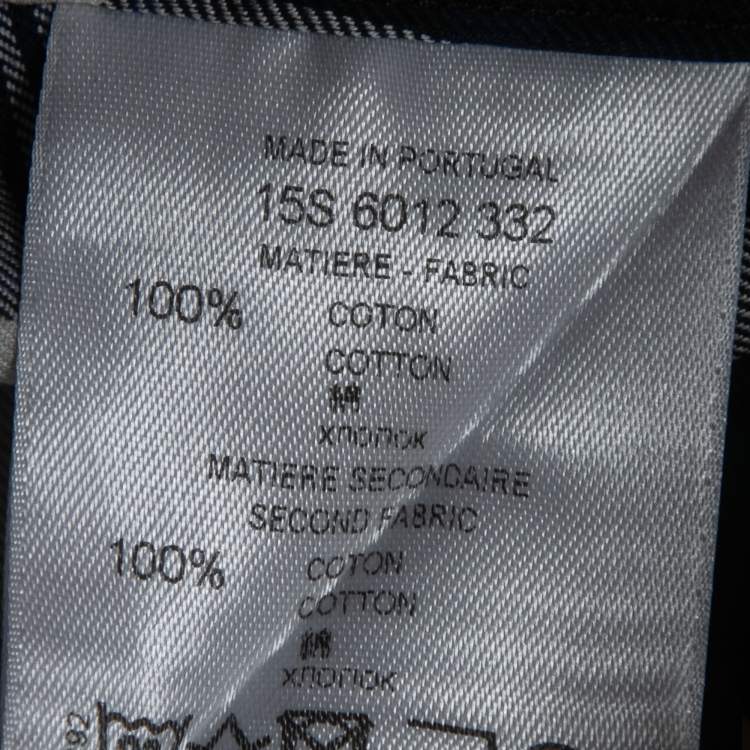 MADE IN PORTUGAL
15S 6012 332
MATIERE - FABRIC
100% COTON
COTTON
棉
хлопок
MATIERE SECONDAIRE
SECOND FABRIC
100% COTON
COTTON
棉
хлопок
92